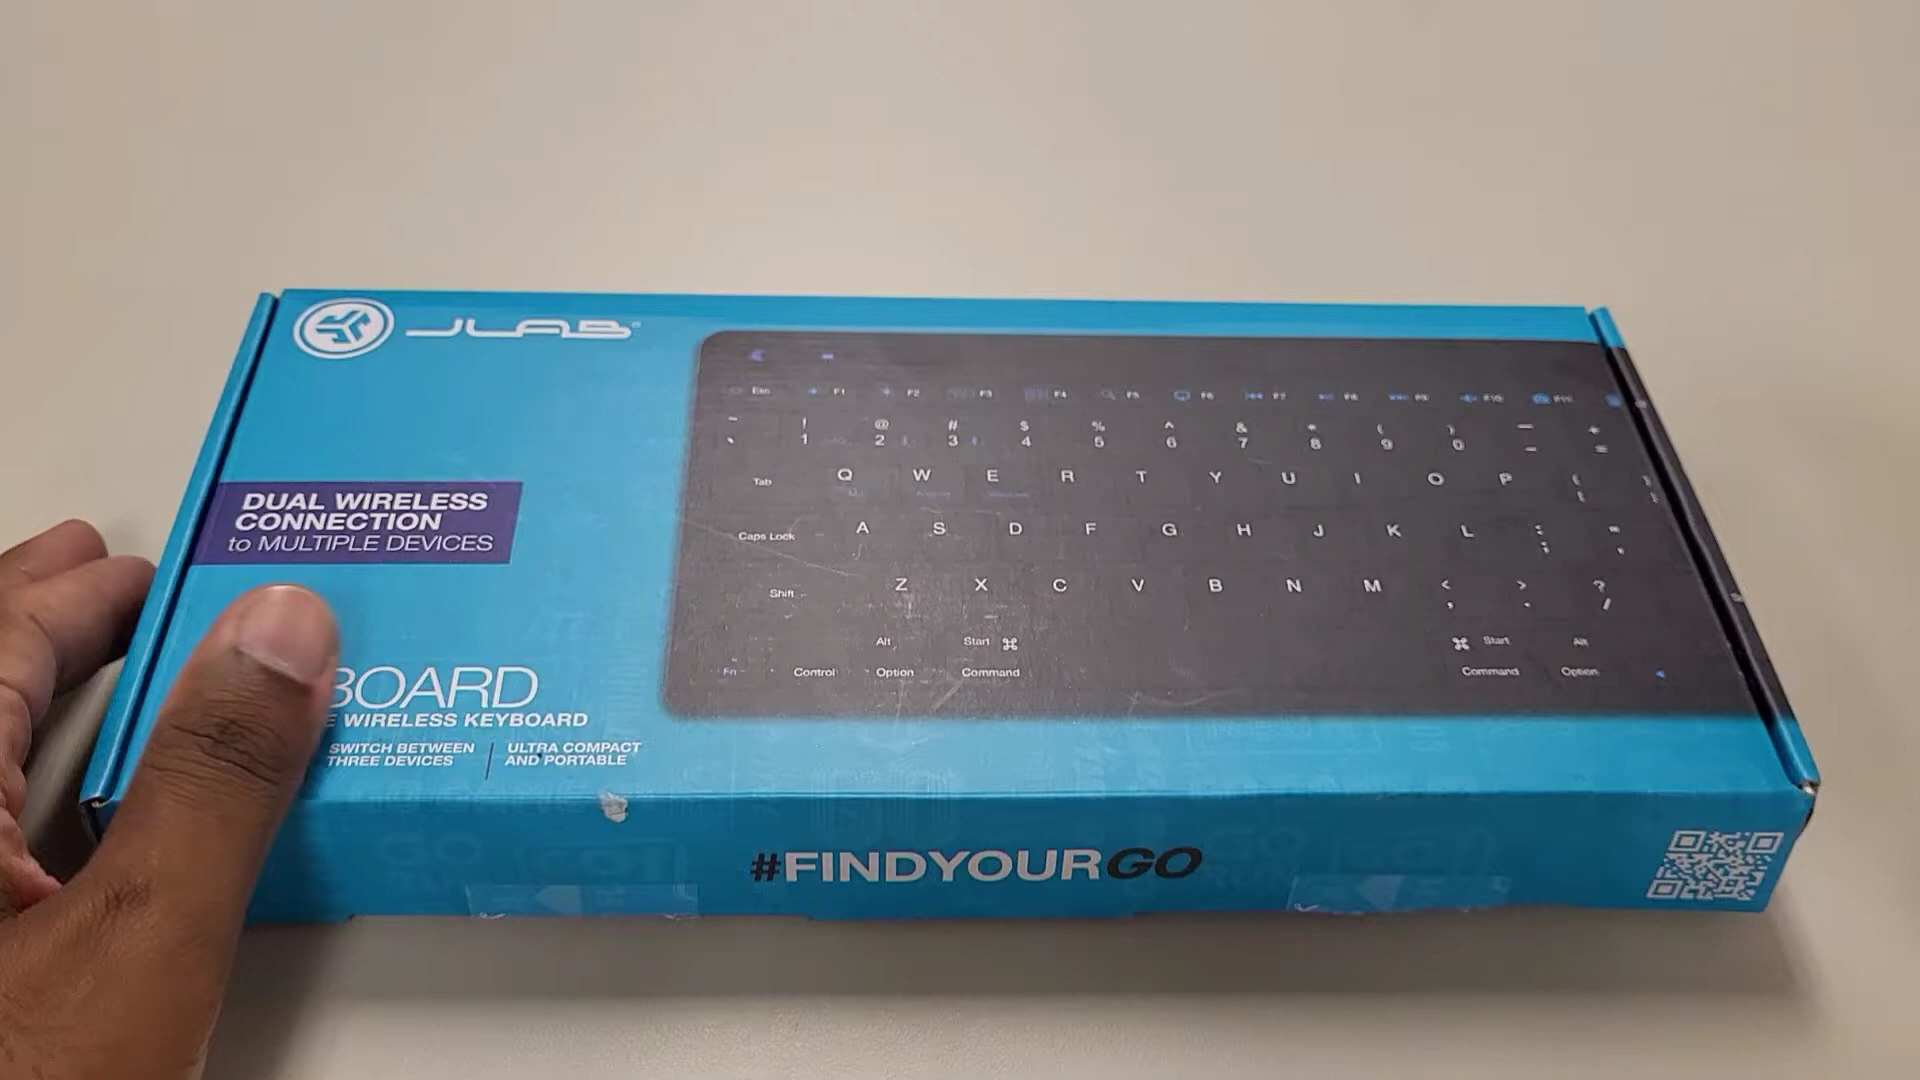 JLAB
Esc F1 F2 F3 F4 F5 F6 F7 F8 F9 F10 F11
~ ! @ # $ % ^ & * ( ) — +
` 1 2 3 4 5 6 7 8 9 0 - =
Tab Q W E R T Y U I O P { }
[ ]
Caps Lock A S D F G H J K L : "
; '
Shift Z X C V B N M < > ?
, . /
Alt Start ⌘ ⌘ Start Alt
Fn Control Option Command Command Option
DUAL WIRELESS
CONNECTION
to MULTIPLE DEVICES
BOARD
E WIRELESS KEYBOARD
SWITCH BETWEEN
THREE DEVICES
ULTRA COMPACT
AND PORTABLE
#FINDYOURGO